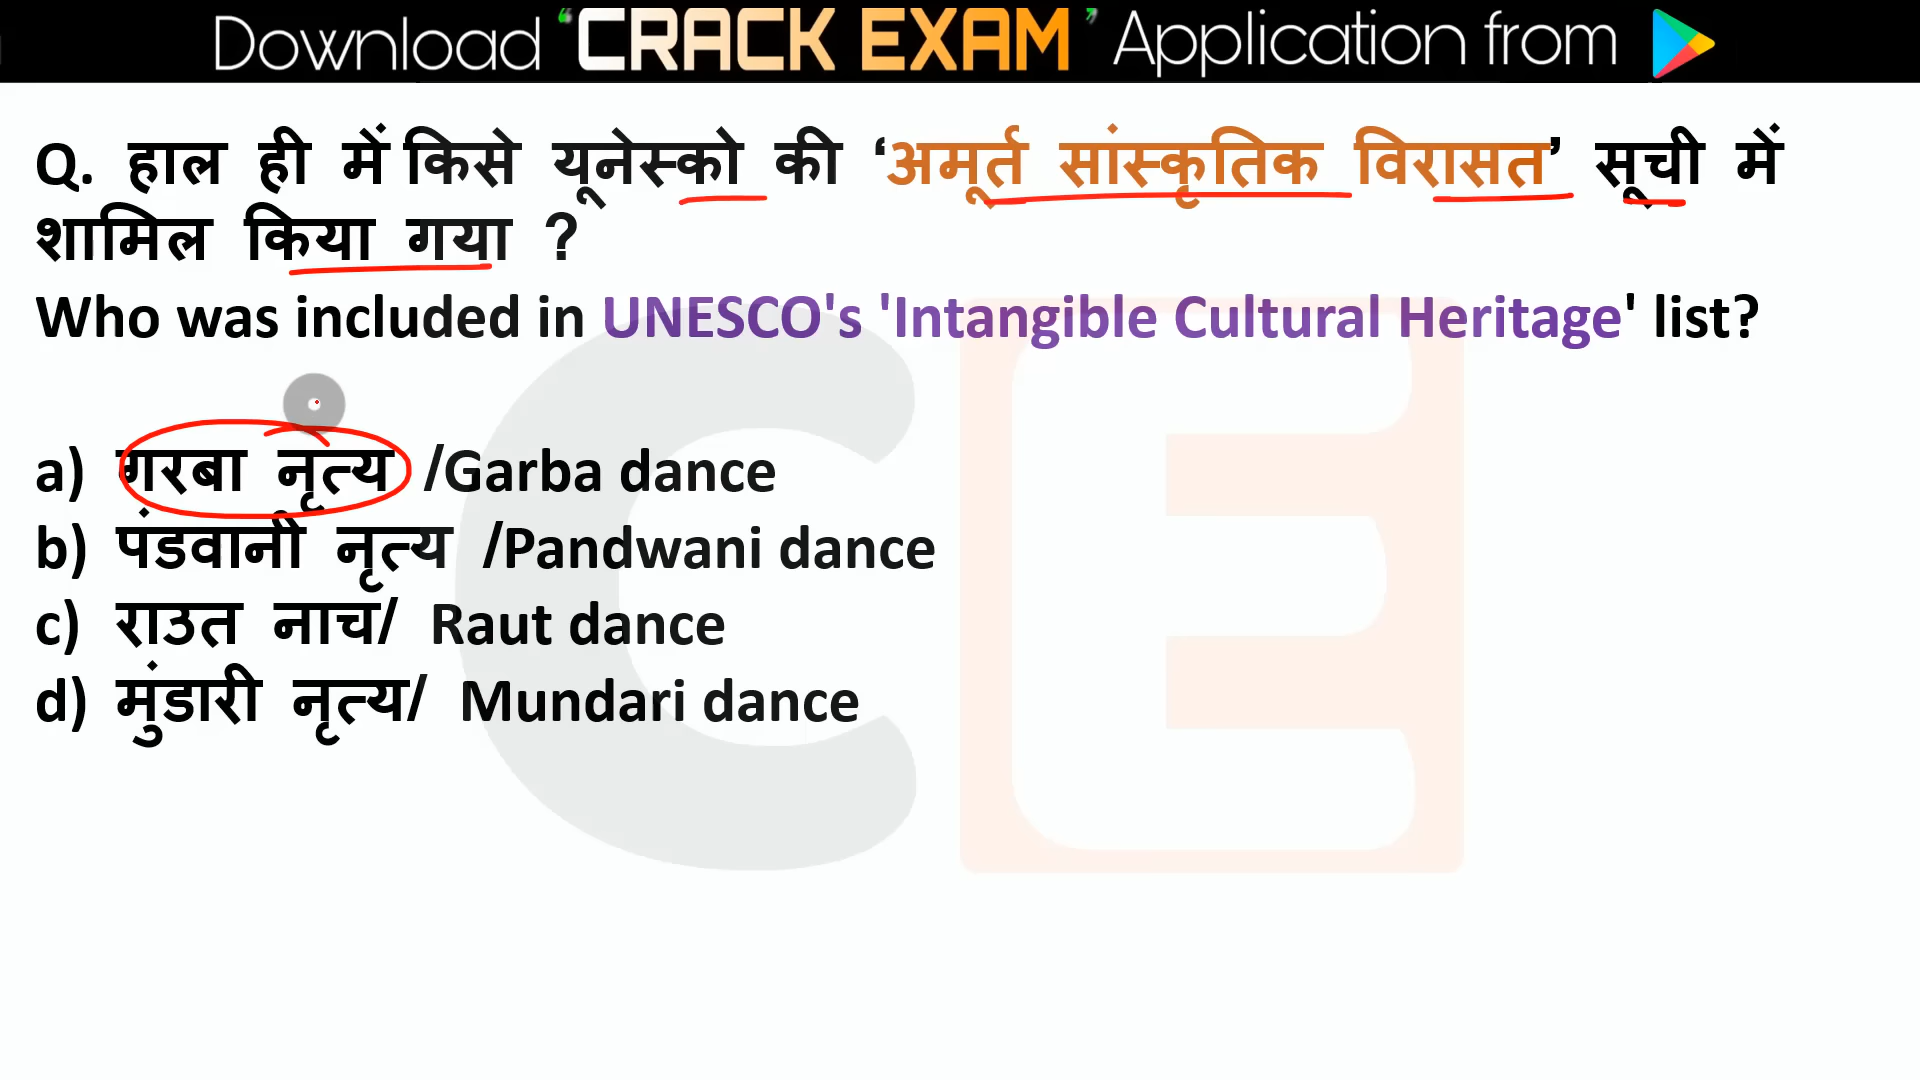 Download ‘CRACK EXAM’ Application from
Q. हाल ही में किसे यूनेस्को की ‘अमूर्त सांस्कृतिक विरासत’ सूची में
शामिल किया गया ?
Who was included in UNESCO's 'Intangible Cultural Heritage' list?
a) गरबा नृत्य /Garba dance
b) पंडवानी नृत्य /Pandwani dance
c) राउत नाच/ Raut dance
d) मुंडारी नृत्य/ Mundari dance
CE